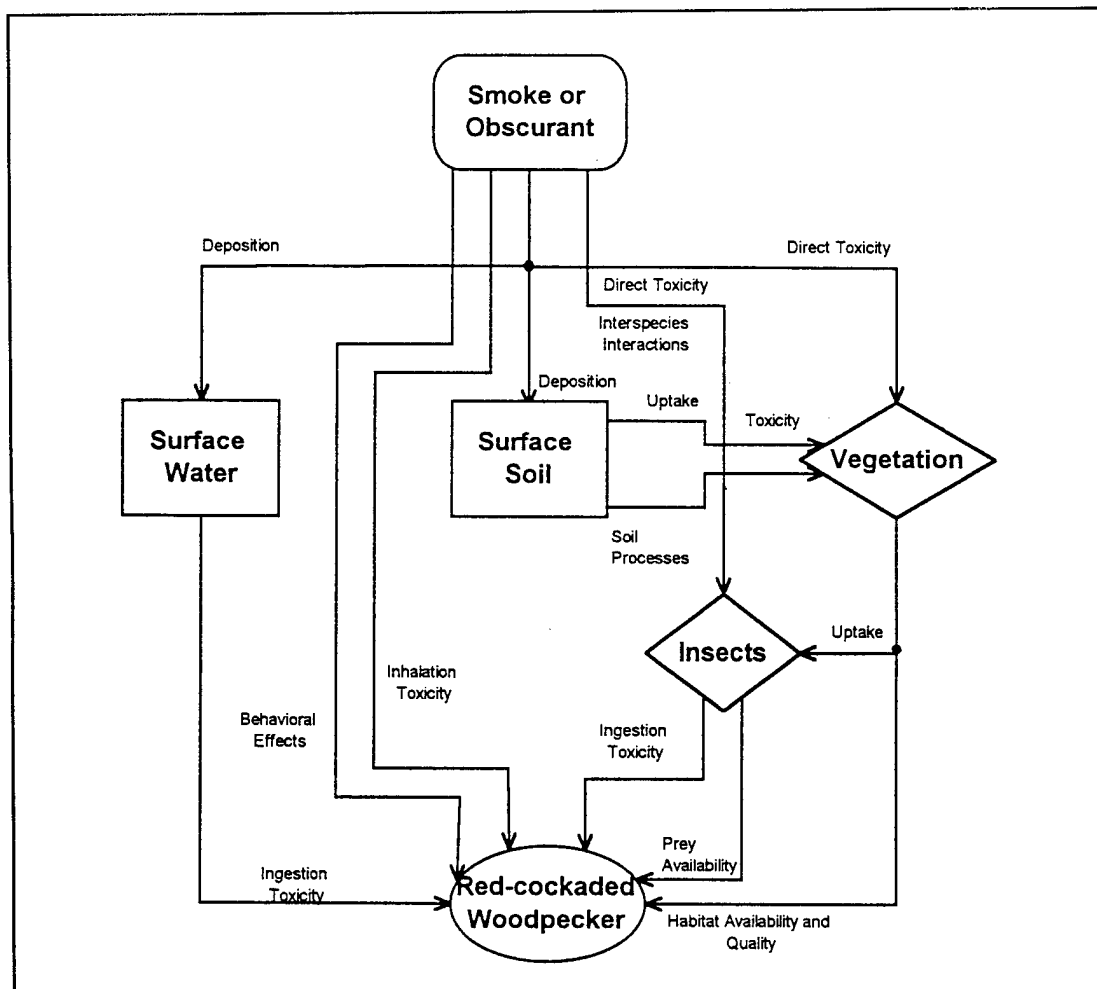 Smoke or
Obscurant
Deposition
Direct Toxicity
Direct Toxicity
Interspecies
Interactions
Deposition
Uptake
Toxicity
Surface
Water
Surface
Soil
Vegetation
Soil
Processes
Uptake
Insects
Inhalation
Toxicity
Behavioral
Effects
Ingestion
Toxicity
Prey
Availability
Ingestion
Toxicity
Red-cockaded
Woodpecker
Habitat Availability and
Quality